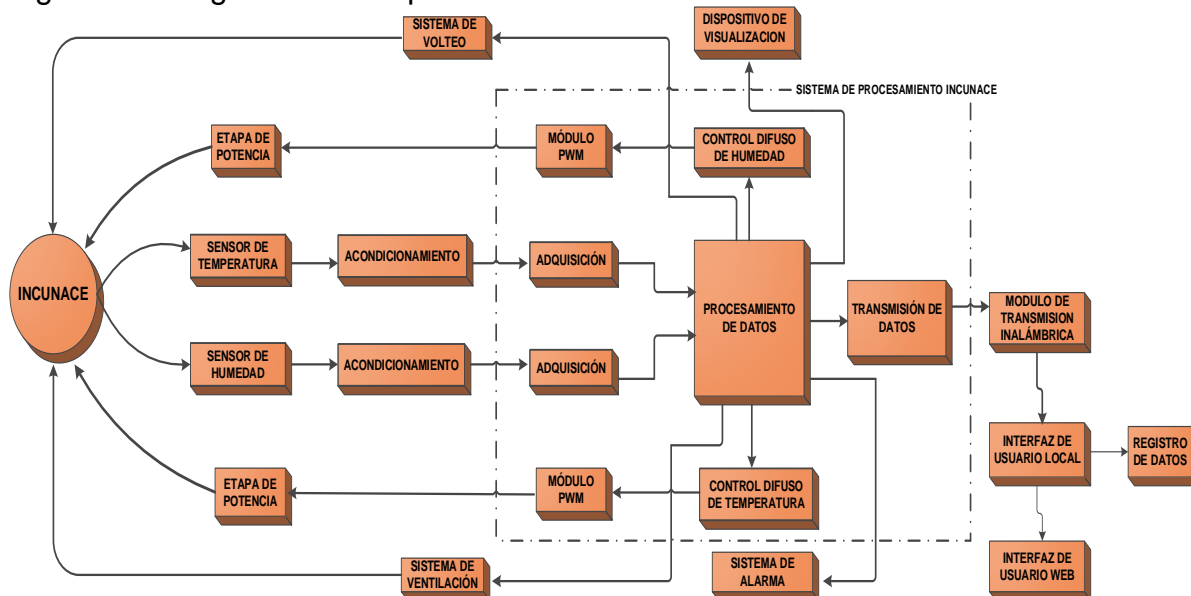 SISTEMA DE
VOLTEO
DISPOSITIVO DE
VISUALIZACION
SISTEMA DE PROCESAMIENTO INCUNACE
ETAPA DE
POTENCIA
MÓDULO
PWM
CONTROL DIFUSO
DE HUMEDAD
INCUNACE
SENSOR DE
TEMPERATURA
ACONDICIONAMIENTO
ADQUISICIÓN
PROCESAMIENTO
DE DATOS
TRANSMISIÓN DE
DATOS
MODULO DE
TRANSMISION
INALÁMBRICA
SENSOR DE
HUMEDAD
ACONDICIONAMIENTO
ADQUISICIÓN
INTERFAZ DE
USUARIO LOCAL
REGISTRO
DE DATOS
ETAPA DE
POTENCIA
MÓDULO
PWM
CONTROL DIFUSO
DE TEMPERATURA
SISTEMA DE
VENTILACIÓN
SISTEMA DE
ALARMA
INTERFAZ DE
USUARIO WEB